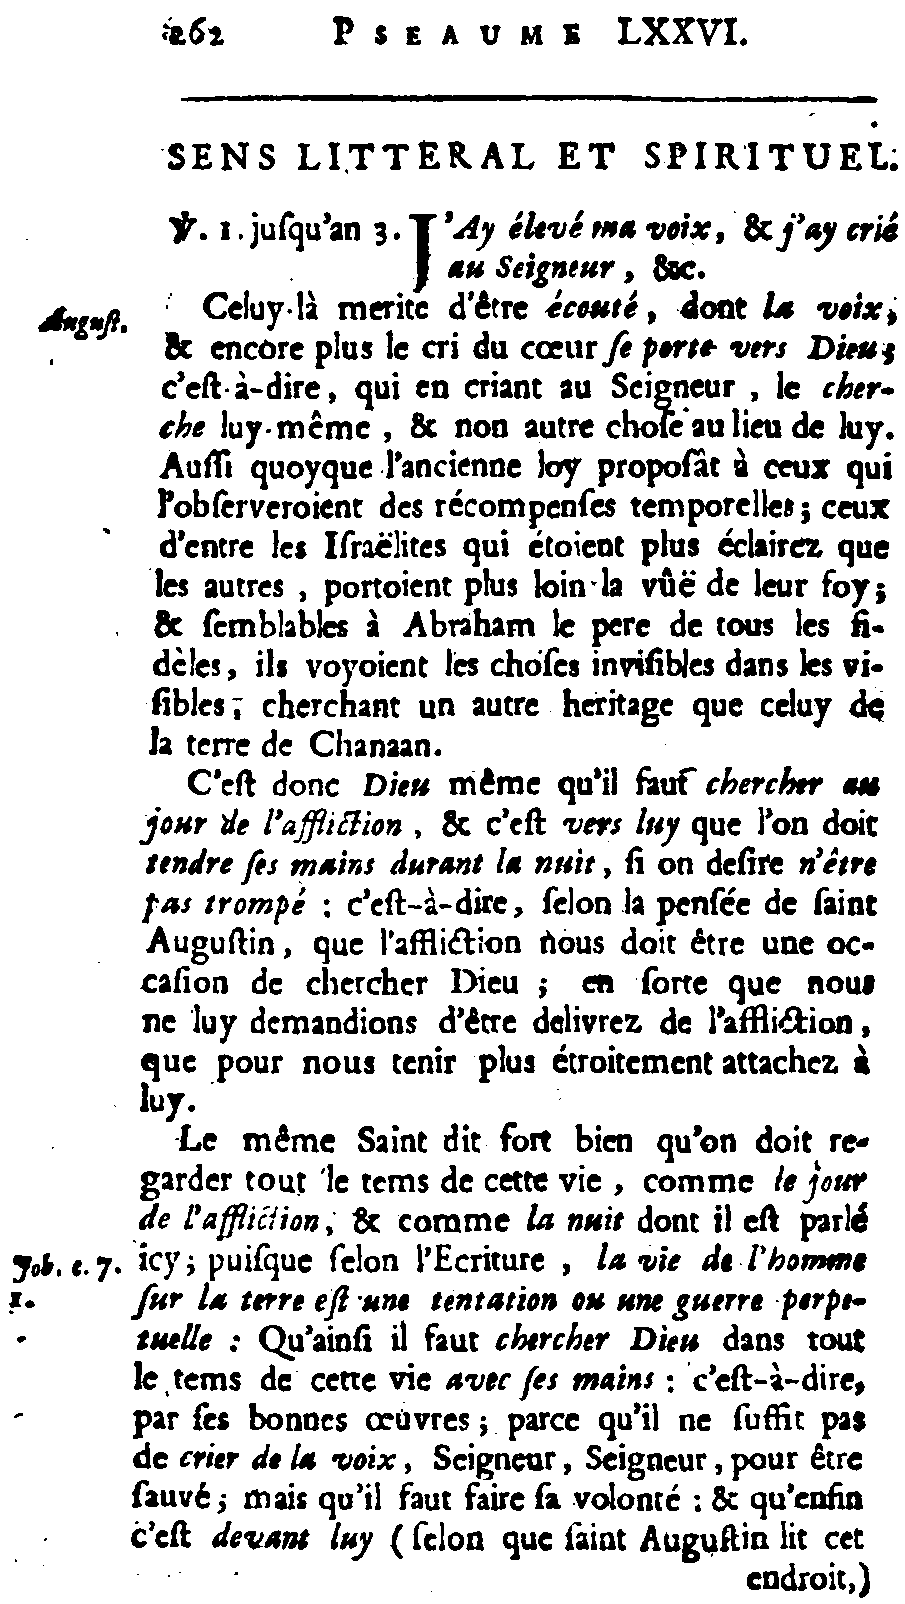 262 PSEAUME LXXVI.
SENS LITTERAL ET SPIRITUEL.
℣. 1. juſqu'an 3. J'Ay élevé ma voix, & j'ay crié
au Seigneur, &c.
Celuy-là merite d'être écouté, dont la voix,
Auguſt.
& encore plus le cri du cœur ſe porte vers Dieu;
c'eſt-à-dire, qui en criant au Seigneur, le cher-
che luy-même, & non autre choſe au lieu de luy.
Auſſi quoyque l'ancienne loy propoſât à ceux qui
l'obſerveroient des récompenſes temporelles; ceux
d'entre les Iſraëlites qui étoient plus éclairez que
les autres, portoient plus loin la vûë de leur foy;
& ſemblables à Abraham le pere de tous les fi-
dèles, ils voyoient les choſes inviſibles dans les vi-
ſibles, cherchant un autre heritage que celuy de
la terre de Chanaan.
C'eſt donc Dieu même qu'il faut chercher au
jour de l'affliction, & c'eſt vers luy que l'on doit
tendre ſes mains durant la nuit, ſi on deſire n'être
pas trompé : c'eſt-à-dire, ſelon la penſée de ſaint
Auguſtin, que l'affliction nous doit être une oc-
caſion de chercher Dieu ; en ſorte que nous
ne luy demandions d'être delivrez de l'affliction,
que pour nous tenir plus étroitement attachez à
luy.
Le même Saint dit fort bien qu'on doit re-
garder tout le tems de cette vie, comme le jour
de l'affliction, & comme la nuit dont il eſt parlé
Job. c. 7. icy; puiſque ſelon l'Ecriture, la vie de l'homme
1. ſur la terre eſt une tentation ou une guerre perpe-
tuelle : Qu'ainſi il faut chercher Dieu dans tout
le tems de cette vie avec ſes mains : c'eſt-à-dire,
par ſes bonnes œuvres; parce qu'il ne ſuffit pas
de crier de la voix, Seigneur, Seigneur, pour être
ſauvé; mais qu'il faut faire ſa volonté : & qu'enfin
c'eſt devant luy (ſelon que ſaint Auguſtin lit cet
endroit,)